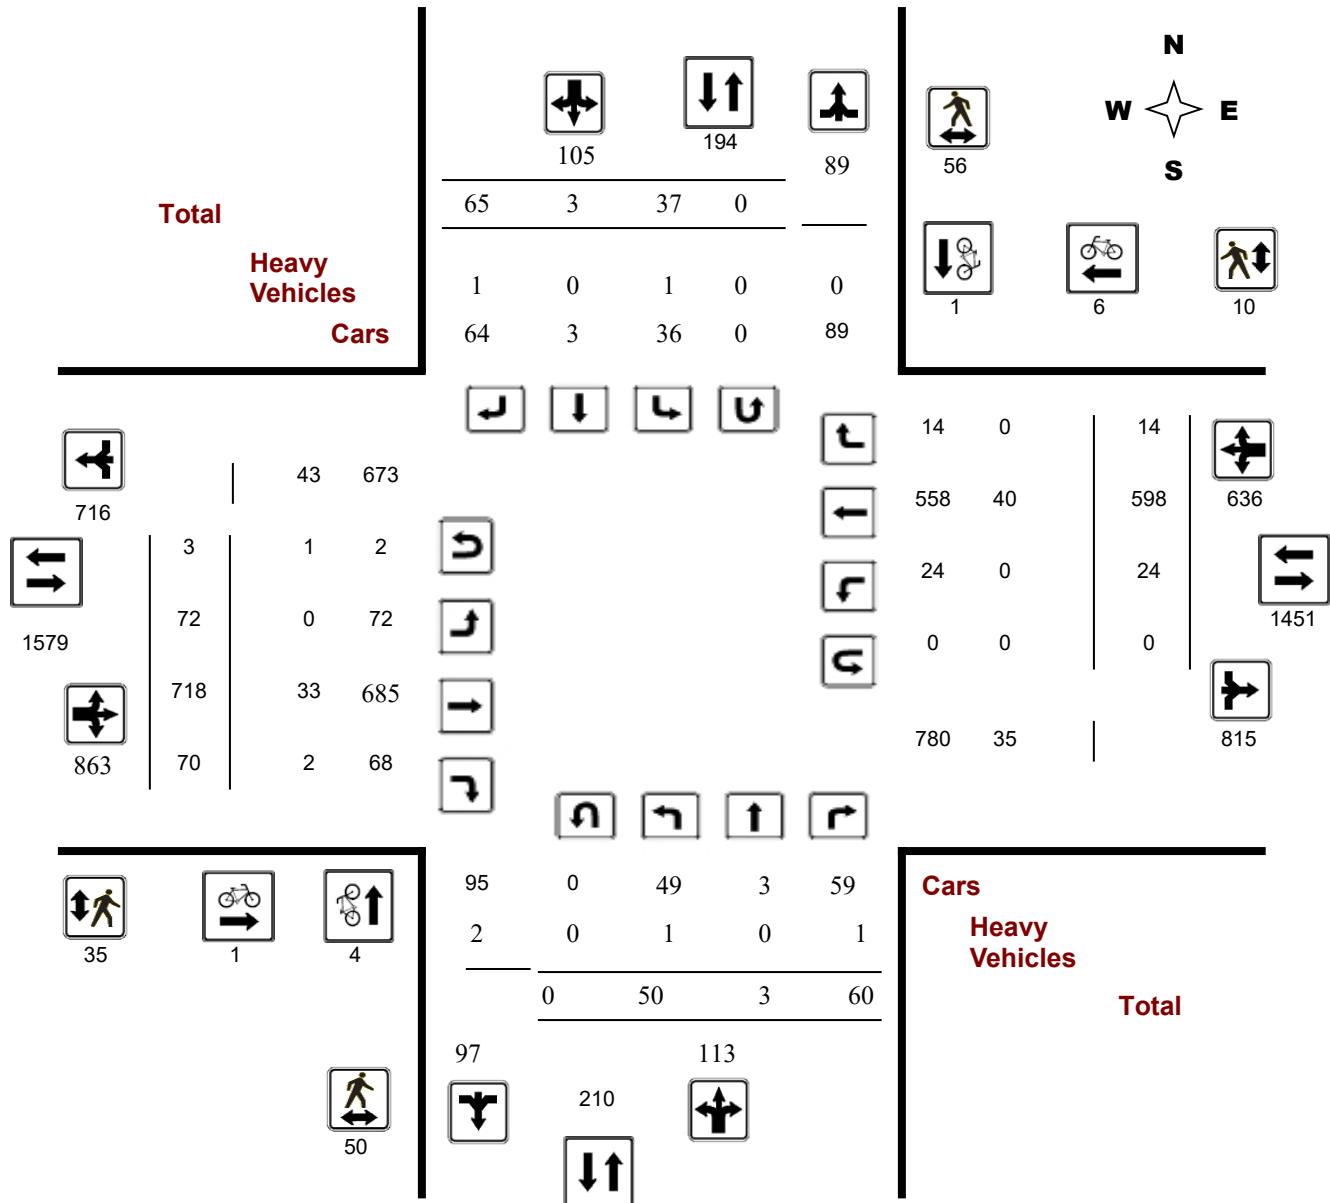 N
W E
S
105 194 89 56
Total
65 3 37 0
Heavy
Vehicles
1 0 1 0 0
1 6 10
Cars
64 3 36 0 89
14 0 14
43 673
716
558 40 598 636
3 1 2
24 0 24
72 0 72
1579
1451
0 0 0
718 33 685
780 35 815
863 70 2 68
95 0 49 3 59
Cars
2 0 1 0 1
Heavy
Vehicles
35 1 4
0 50 3 60
Total
97 113
210
50